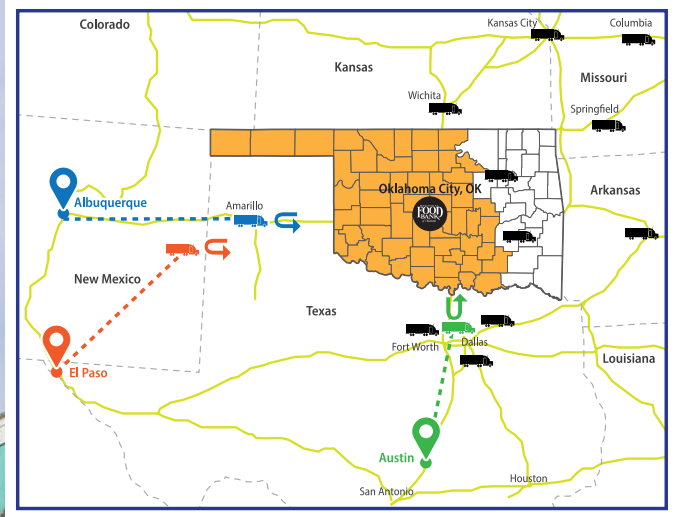 Colorado
Kansas City
Columbia
Kansas
Missouri
Wichita
Springfield
Oklahoma City, OK
Arkansas
Albuquerque
Amarillo
FOOD
BANK
New Mexico
Texas
Fort Worth
Dallas
Louisiana
El Paso
Austin
Houston
San Antonio